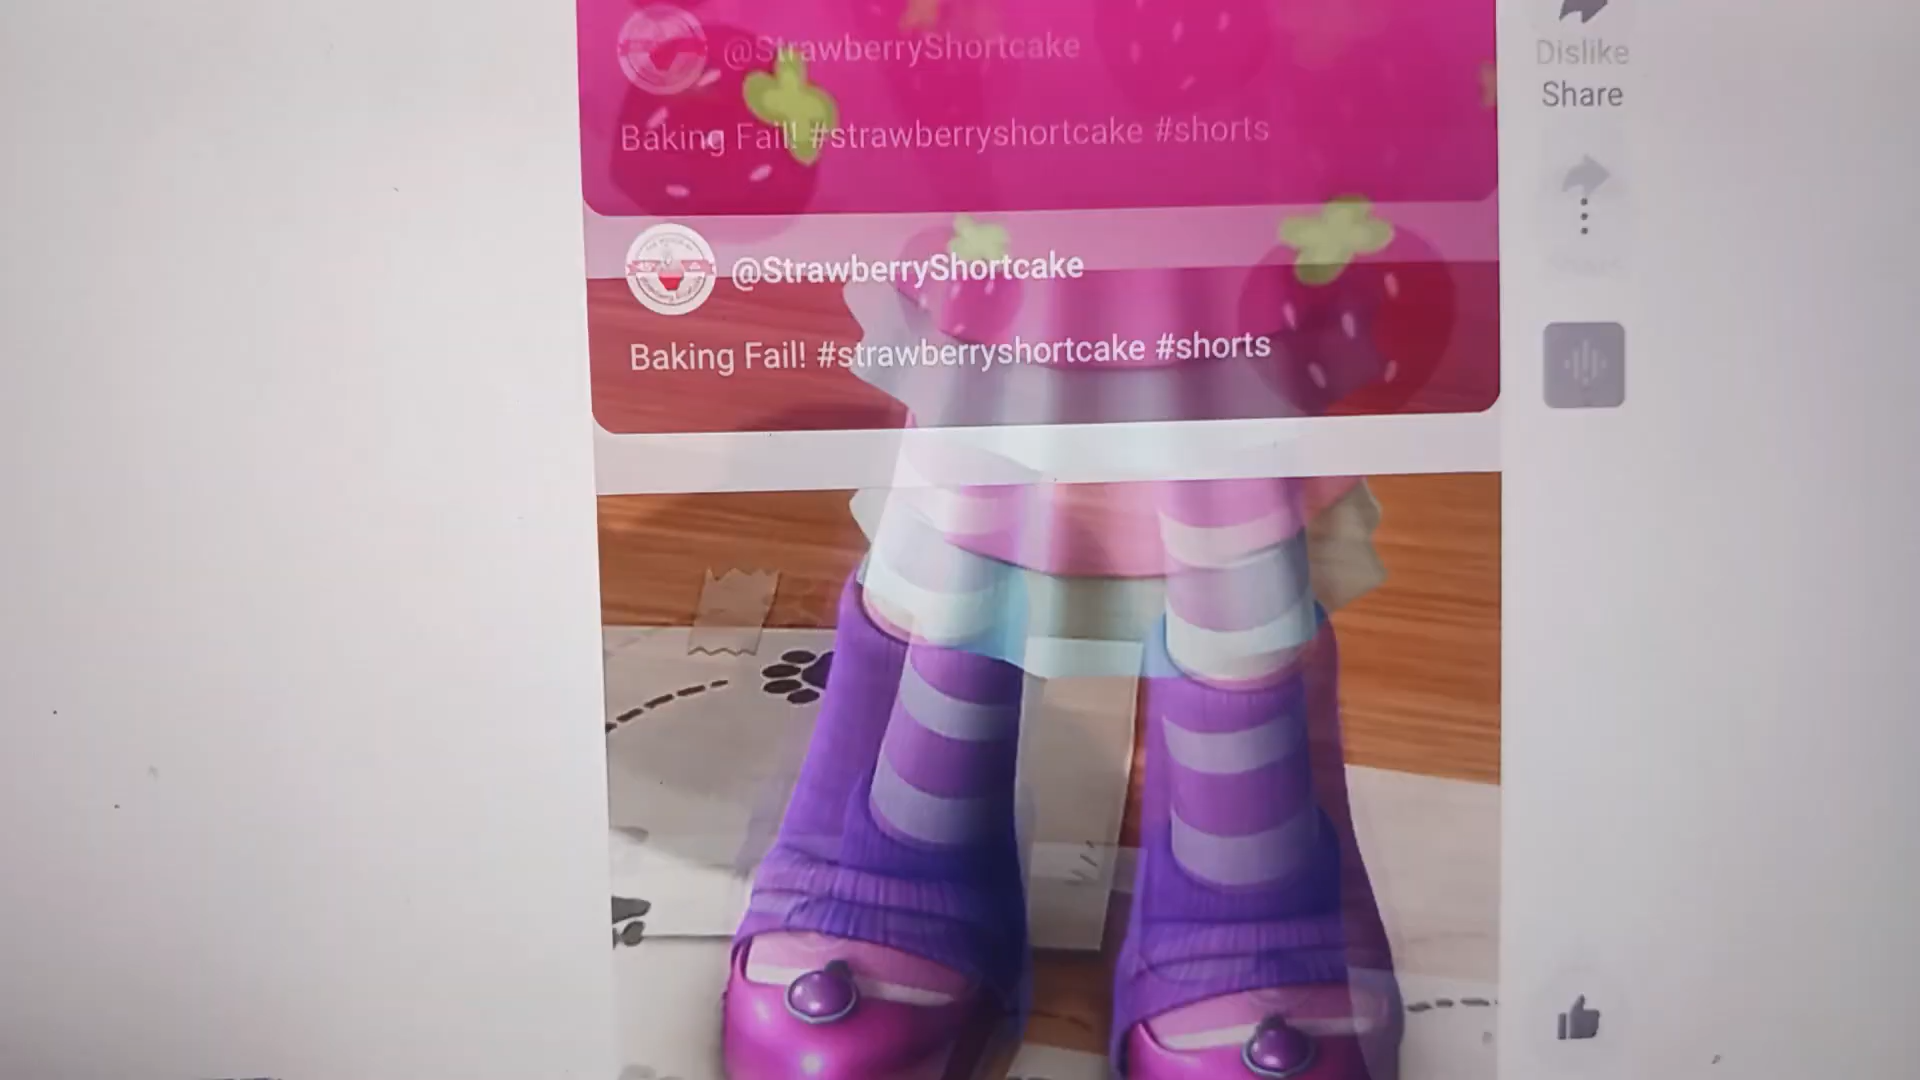 @StrawberryShortcake
Dislike
Share
Baking Fail! #strawberryshortcake #shorts
@StrawberryShortcake
Baking Fail! #strawberryshortcake #shorts